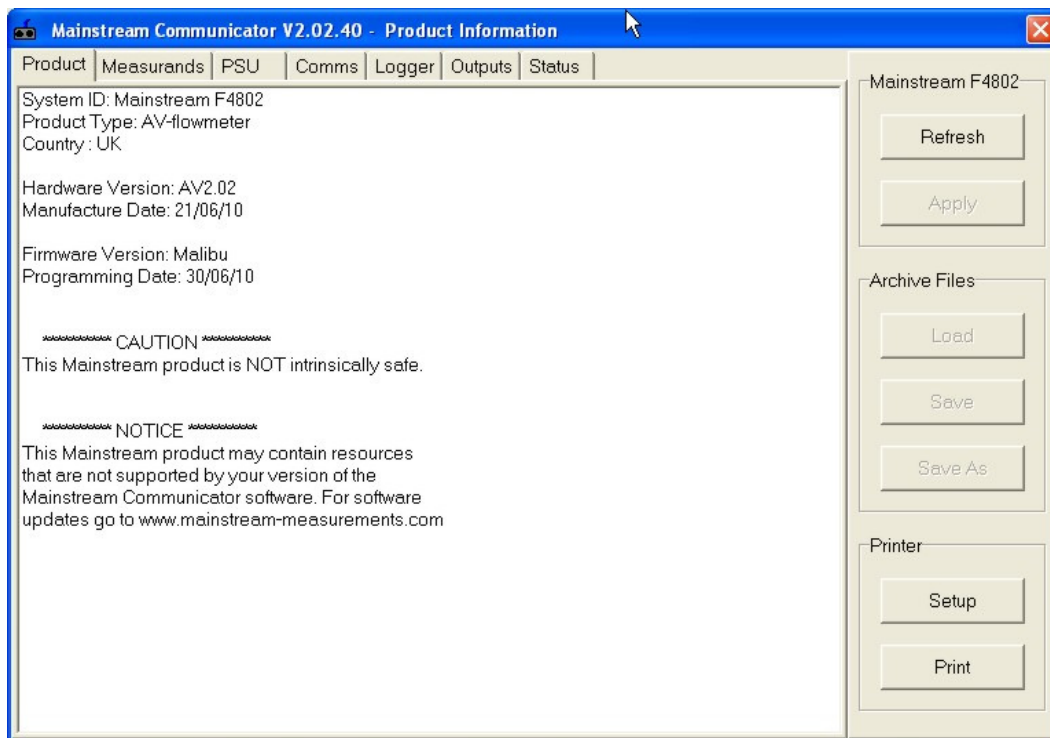 Mainstream Communicator V2.02.40 - Product Information
Product Measurands PSU Comms Logger Outputs Status
System ID: Mainstream F4802
Product Type: AV-flowmeter
Country : UK
Hardware Version: AV2.02
Manufacture Date: 21/06/10
Firmware Version: Malibu
Programming Date: 30/06/10
*********** CAUTION ***********
This Mainstream product is NOT intrinsically safe.
*********** NOTICE ***********
This Mainstream product may contain resources
that are not supported by your version of the
Mainstream Communicator software. For software
updates go to www.mainstream-measurements.com
Mainstream F4802
Refresh
Apply
Archive Files
Load
Save
Save As
Printer
Setup
Print